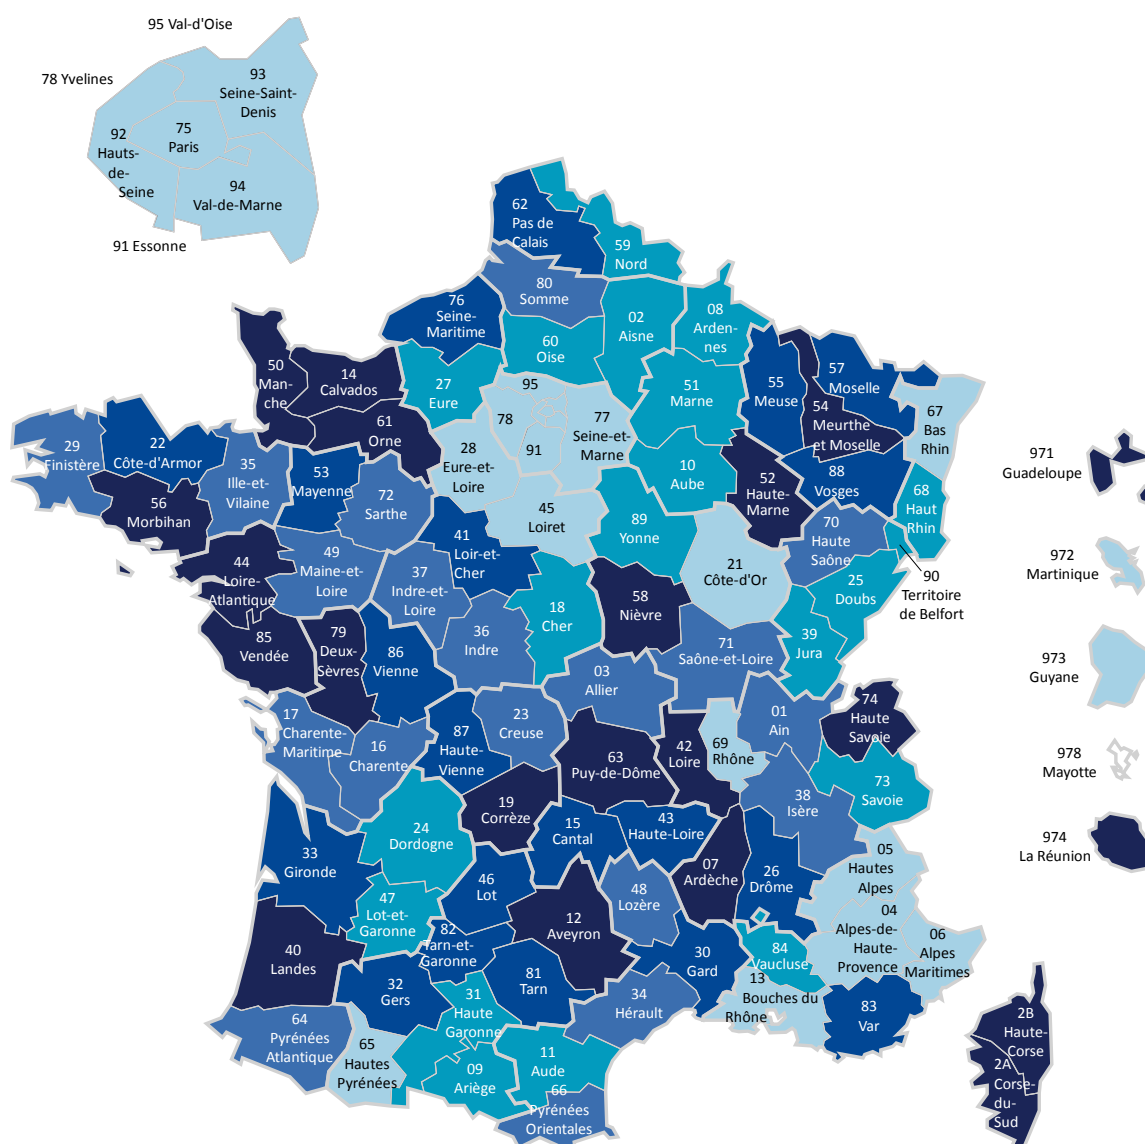 95 Val-d'Oise
78 Yvelines
93
Seine-Saint-
Denis
75
Paris
92
Hauts-
de-
Seine
94
Val-de-Marne
91 Essonne
62
Pas de
Calais
59
Nord
80
Somme
76
Seine-
Maritime
02
Aisne
08
Arden-
nes
60
Oise
27
Eure
50
Man-
che
14
Calvados
61
Orne
95
78
91
77
Seine-et-
Marne
51
Marne
55
Meuse
57
Moselle
54
Meurthe
et Moselle
67
Bas
Rhin
29
Finistère
22
Côte-d'Armor
35
Ille-et-
Vilaine
53
Mayenne
72
Sarthe
28
Eure-et-
Loire
10
Aube
52
Haute-
Marne
88
Vosges
68
Haut
Rhin
56
Morbihan
45
Loiret
89
Yonne
70
Haute
Saône
41
Loir-et-
Cher
44
Loire-
Atlantique
49
Maine-et-
Loire
37
Indre-et-
Loire
21
Côte-d'Or
25
Doubs
90
Territoire
de Belfort
18
Cher
58
Nièvre
85
Vendée
79
Deux-
Sèvres
86
Vienne
36
Indre
71
Saône-et-Loire
39
Jura
03
Allier
17
Charente-
Maritime
16
Charente
87
Haute-
Vienne
23
Creuse
63
Puy-de-Dôme
42
Loire
69
Rhône
01
Ain
74
Haute
Savoie
73
Savoie
19
Corrèze
15
Cantal
43
Haute-Loire
38
Isère
24
Dordogne
33
Gironde
46
Lot
07
Ardèche
26
Drôme
05
Hautes
Alpes
47
Lot-et-
Garonne
48
Lozère
12
Aveyron
04
Alpes-de-
Haute-
Provence
06
Alpes
Maritimes
40
Landes
82
Tarn-et-
Garonne
81
Tarn
30
Gard
84
Vaucluse
13
Bouches du
Rhône
83
Var
32
Gers
31
Haute
Garonne
34
Hérault
64
Pyrénées
Atlantique
65
Hautes
Pyrénées
09
Ariège
11
Aude
66
Pyrénées
Orientales
2B
Haute-
Corse
2A
Corse-
du-
Sud
971
Guadeloupe
972
Martinique
973
Guyane
978
Mayotte
974
La Réunion